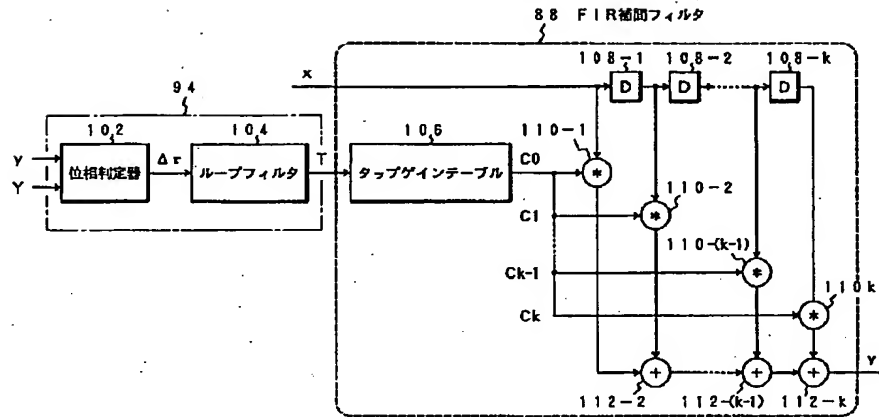 88 FIR補間フィルタ
108-1
108-2
108-k
x
D
D
D
94
102
104
106
110-1
y
Y
位相判定器
Δτ
ループフィルタ
T
タップゲインテーブル
C0
*
110-2
C1
*
110-(k-1)
Ck-1
*
110k
Ck
*
+
+
+
Y
112-2
112-(k-1)
112-k